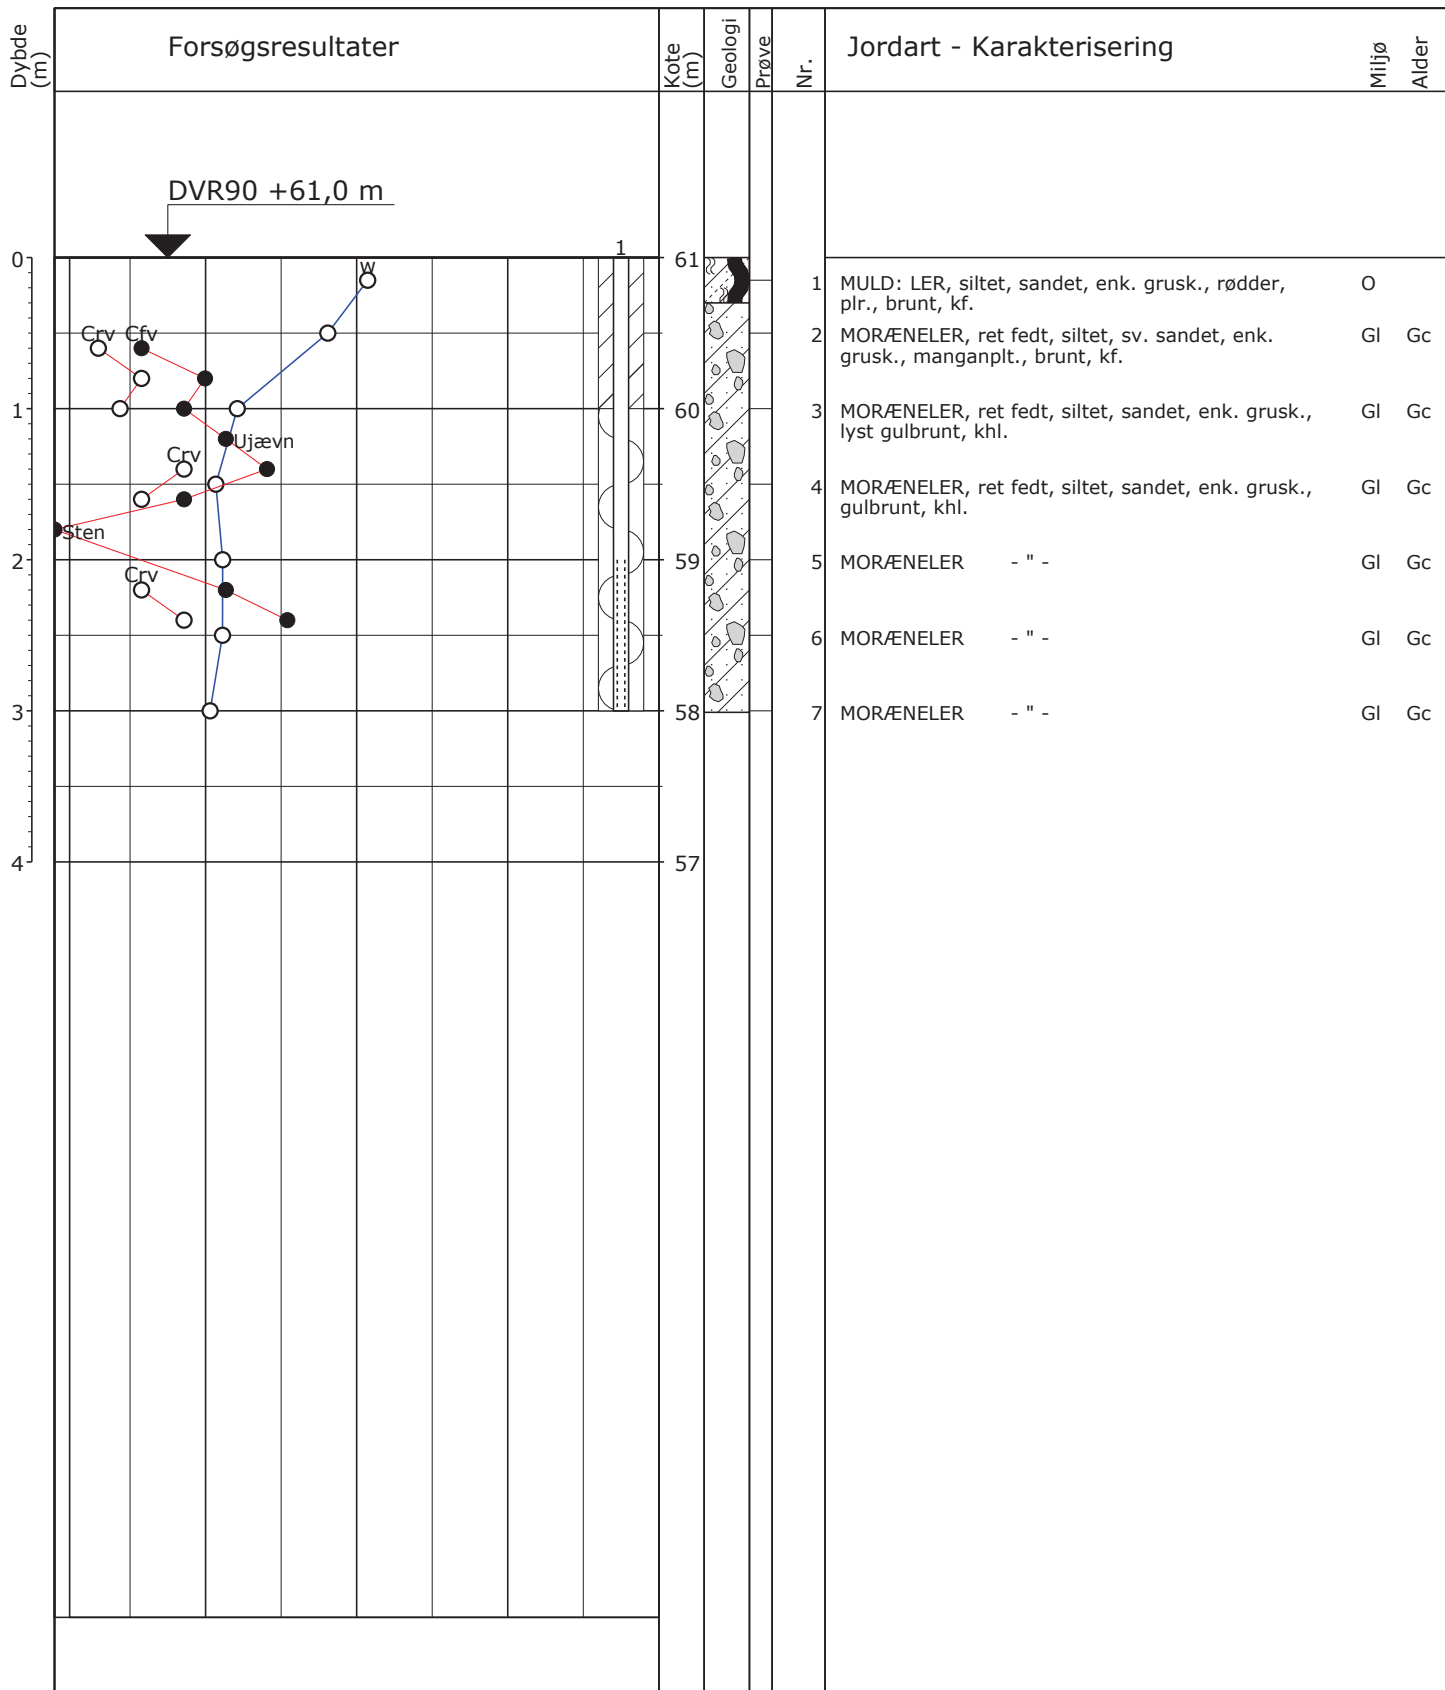 Dybde
(m)
Forsøgsresultater
Kote
(m)
Geologi
Prøve
Nr.
Jordart - Karakterisering
Miljø
Alder
DVR90 +61,0 m
1
0
w
61
1 MULD: LER, siltet, sandet, enk. grusk., rødder, O
plr., brunt, kf.
Crv Cfv
2 MORÆNELER, ret fedt, siltet, sv. sandet, enk. Gl Gc
grusk., manganplt., brunt, kf.
1
60
3 MORÆNELER, ret fedt, siltet, sandet, enk. grusk., Gl Gc
lyst gulbrunt, khl.
Ujævn
Crv
4 MORÆNELER, ret fedt, siltet, sandet, enk. grusk., Gl Gc
gulbrunt, khl.
Sten
2
59
5 MORÆNELER - " - Gl Gc
Crv
6 MORÆNELER - " - Gl Gc
3
58
7 MORÆNELER - " - Gl Gc
4
57